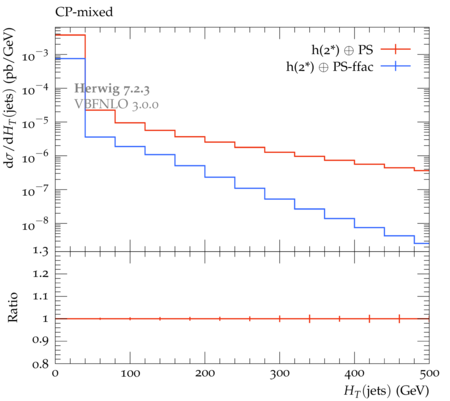 CP-mixed
h(2*) ⊕ PS
h(2*) ⊕ PS-ffac
Herwig 7.2.3
VBFNLO 3.0.0
dσ/dH_T(jets) (pb/GeV)
10⁻³
10⁻⁴
10⁻⁵
10⁻⁶
10⁻⁷
10⁻⁸
1.3
1.2
1.1
1
0.9
0.8
Ratio
0 100 200 300 400 500
H_T(jets) (GeV)